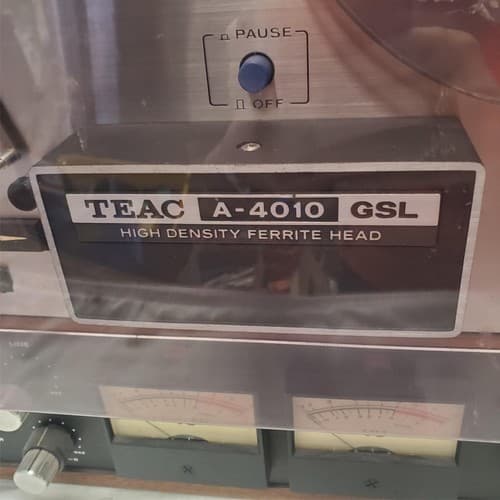 PAUSE
OFF
TEAC A-4010 GSL
HIGH DENSITY FERRITE HEAD